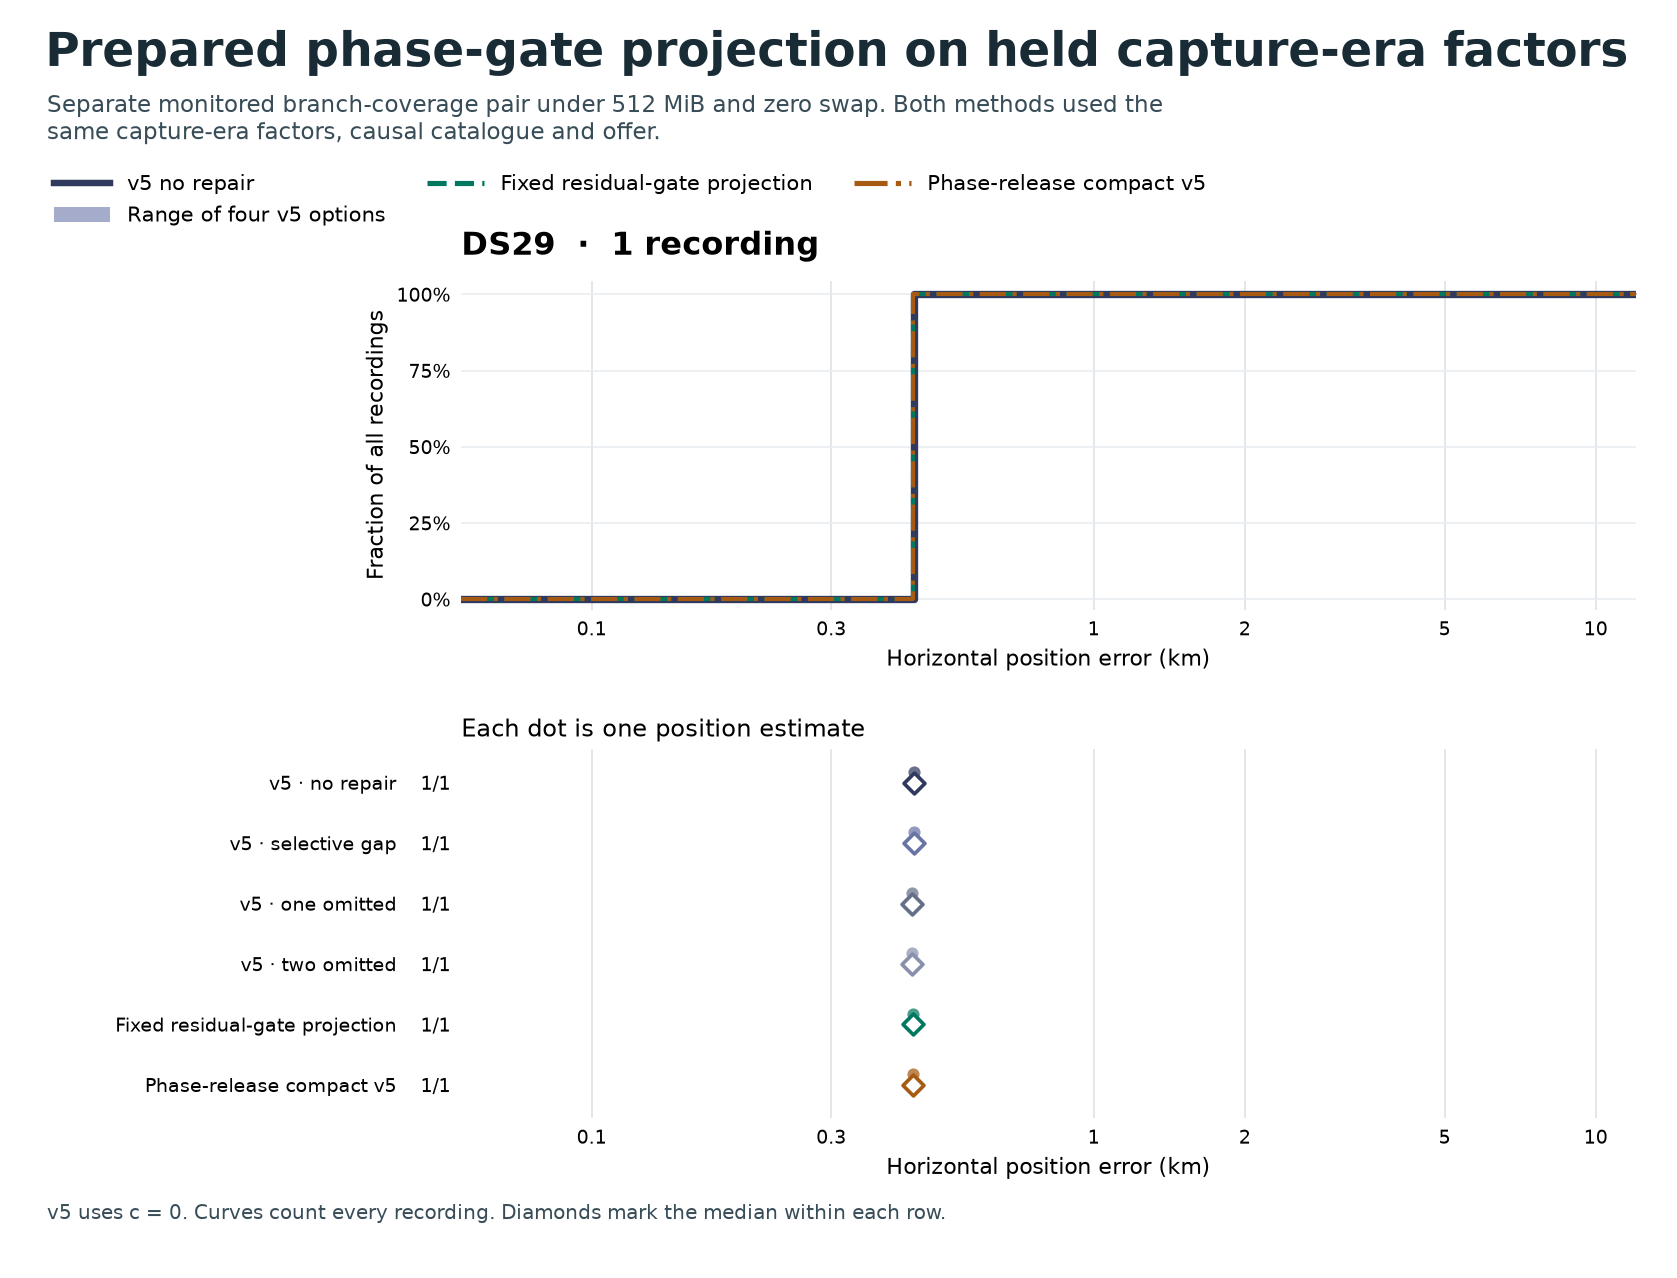 Prepared phase-gate projection on held capture-era factors
Separate monitored branch-coverage pair under 512 MiB and zero swap. Both methods used the
same capture-era factors, causal catalogue and offer.
v5 no repair
Fixed residual-gate projection
Phase-release compact v5
Range of four v5 options
DS29 · 1 recording
Fraction of all recordings
100%
75%
50%
25%
0%
0.1 0.3 1 2 5 10
Horizontal position error (km)
Each dot is one position estimate
v5 · no repair 1/1
v5 · selective gap 1/1
v5 · one omitted 1/1
v5 · two omitted 1/1
Fixed residual-gate projection 1/1
Phase-release compact v5 1/1
0.1 0.3 1 2 5 10
Horizontal position error (km)
v5 uses c = 0. Curves count every recording. Diamonds mark the median within each row.